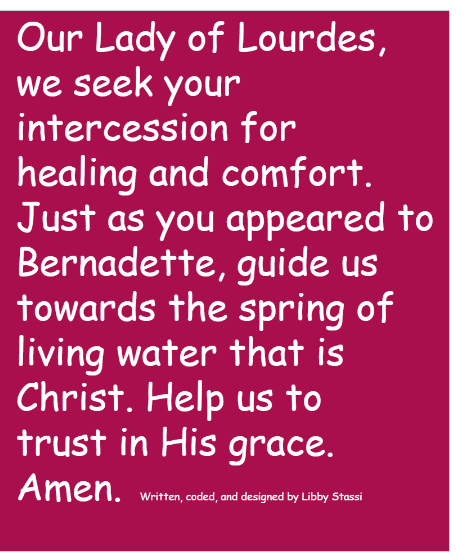 Our Lady of Lourdes,
we seek your
intercession for
healing and comfort.
Just as you appeared to
Bernadette, guide us
towards the spring of
living water that is
Christ. Help us to
trust in His grace.
Amen. Written, coded, and designed by Libby Stassi